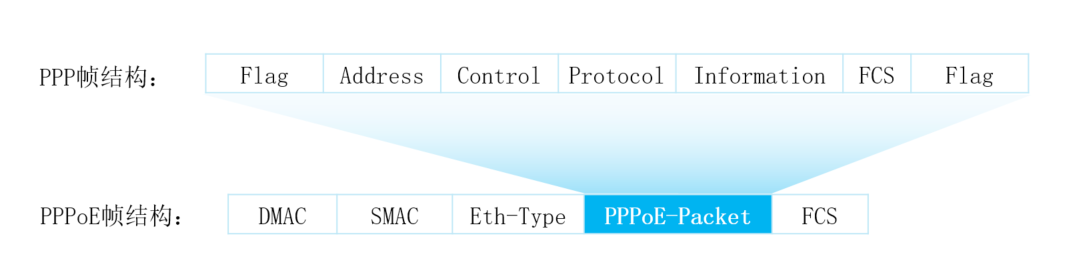 PPP帧结构： Flag Address Control Protocol Information FCS Flag
PPPoE帧结构： DMAC SMAC Eth-Type PPPoE-Packet FCS